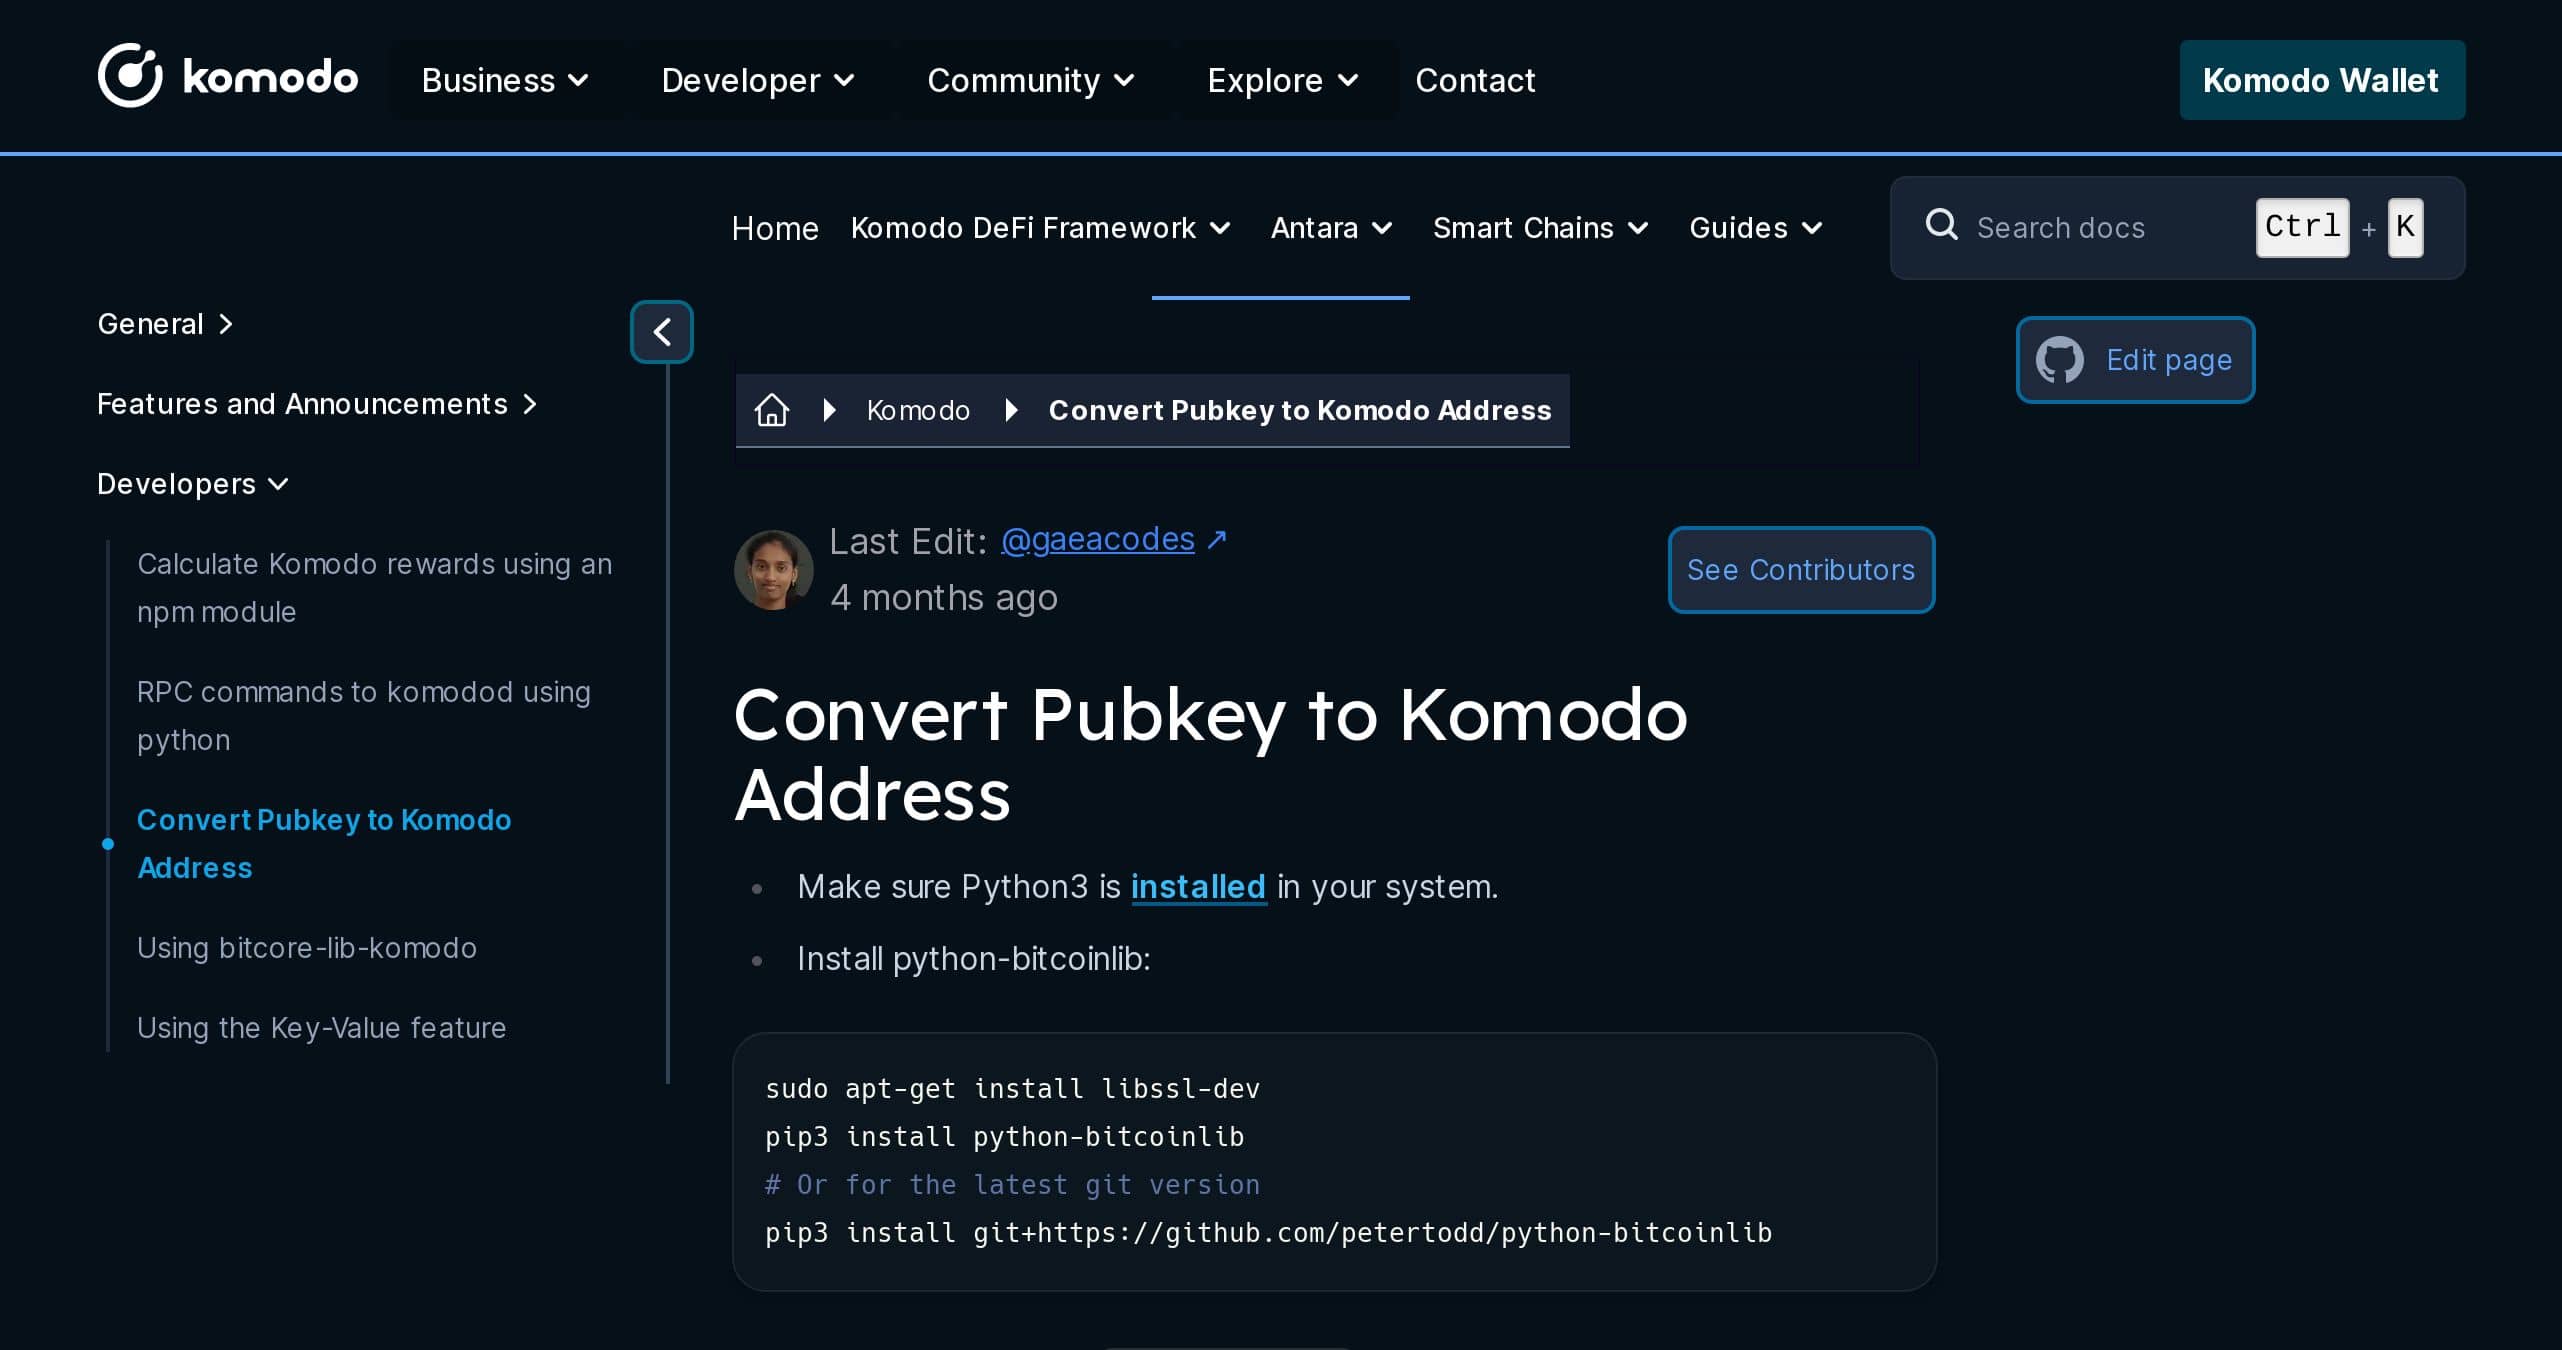 komodo
Business
Developer
Community
Explore
Contact
Komodo Wallet
Home
Komodo DeFi Framework
Antara
Smart Chains
Guides
Search docs
Ctrl + K
General
Features and Announcements
Developers
Calculate Komodo rewards using an
npm module
RPC commands to komodod using
python
Convert Pubkey to Komodo
Address
Using bitcore-lib-komodo
Using the Key-Value feature
Edit page
Komodo
Convert Pubkey to Komodo Address
Last Edit: @gaeacodes ↗
4 months ago
See Contributors
Convert Pubkey to Komodo
Address
Make sure Python3 is installed in your system.
Install python-bitcoinlib:
sudo apt-get install libssl-dev
pip3 install python-bitcoinlib
# Or for the latest git version
pip3 install git+https://github.com/petertodd/python-bitcoinlib